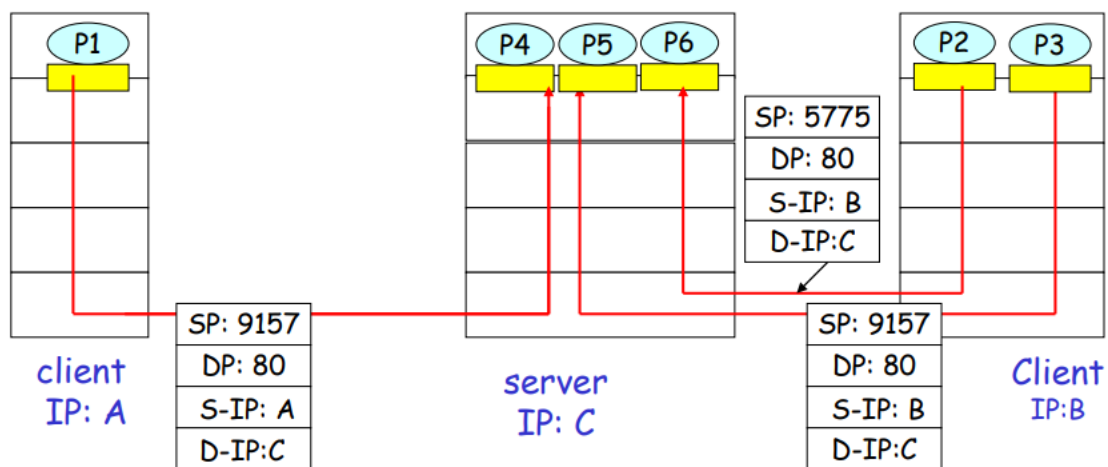 P1
P4
P5
P6
P2
P3
SP: 5775
DP: 80
S-IP: B
D-IP:C
SP: 9157
DP: 80
S-IP: A
D-IP:C
SP: 9157
DP: 80
S-IP: B
D-IP:C
client
IP: A
server
IP: C
Client
IP:B